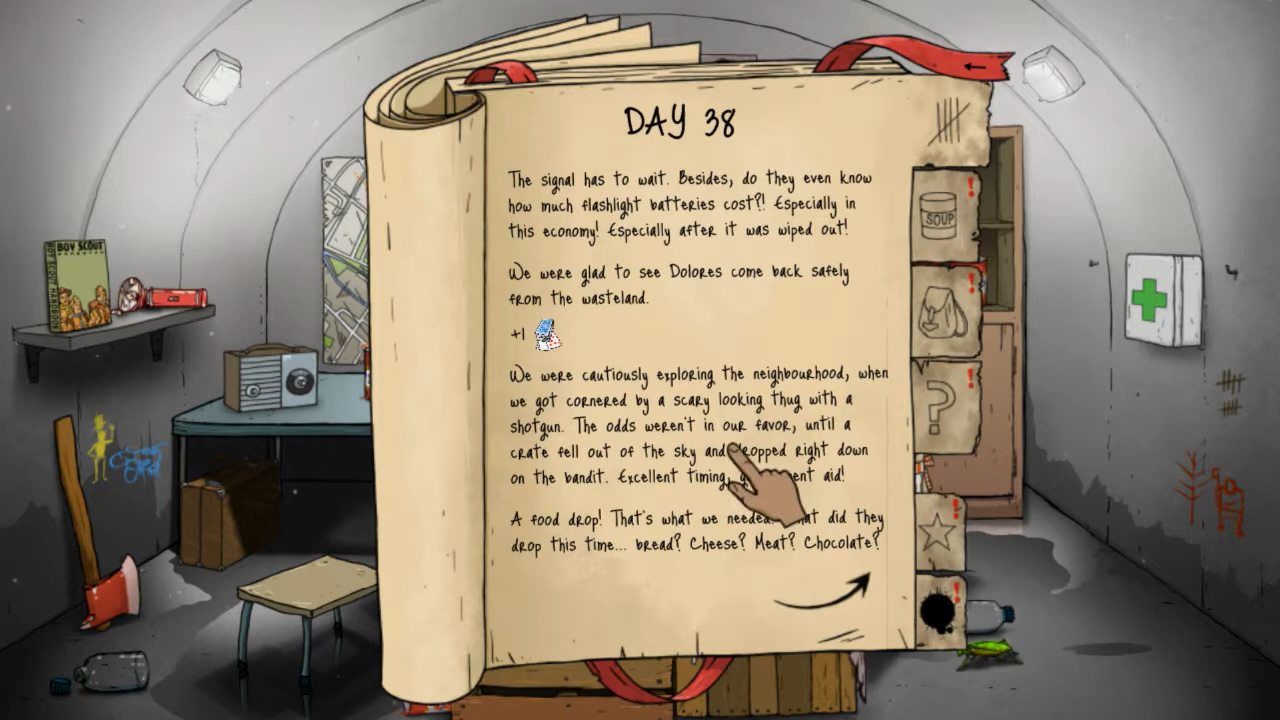 DAY 38
The signal has to wait. Besides, do they even know
how much flashlight batteries cost?! Especially in
this economy! Especially after it was wiped out!
We were glad to see Dolores come back safely
from the wasteland.
+1
We were cautiously exploring the neighbourhood, when
we got cornered by a scary looking thug with a
shotgun. The odds weren't in our favor, until a
crate fell out of the sky and dropped right down
on the bandit. Excellent timing, aid!
A food drop! That's what we needed. did they
drop this time... bread? Cheese? Meat? Chocolate?
SOUP
?
BOY SCOUT
BOY SCOUT HANDBOOK